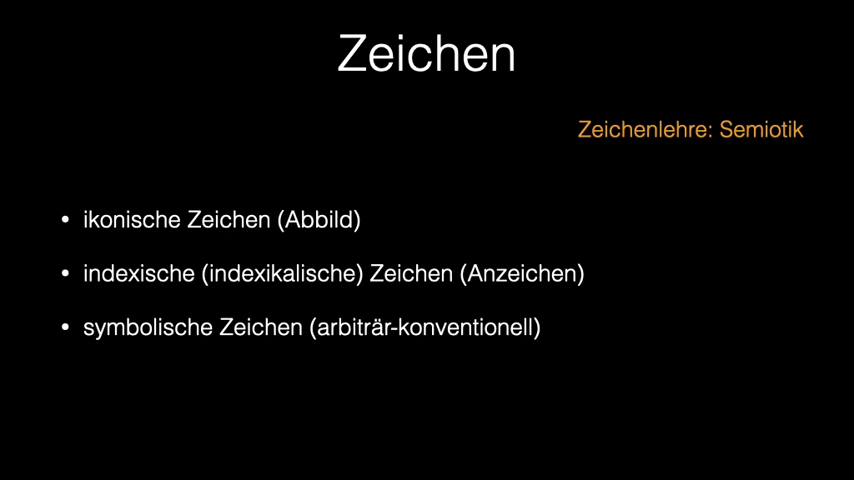 Zeichen
Zeichenlehre: Semiotik
• ikonische Zeichen (Abbild)
• indexische (indexikalische) Zeichen (Anzeichen)
• symbolische Zeichen (arbiträr-konventionell)